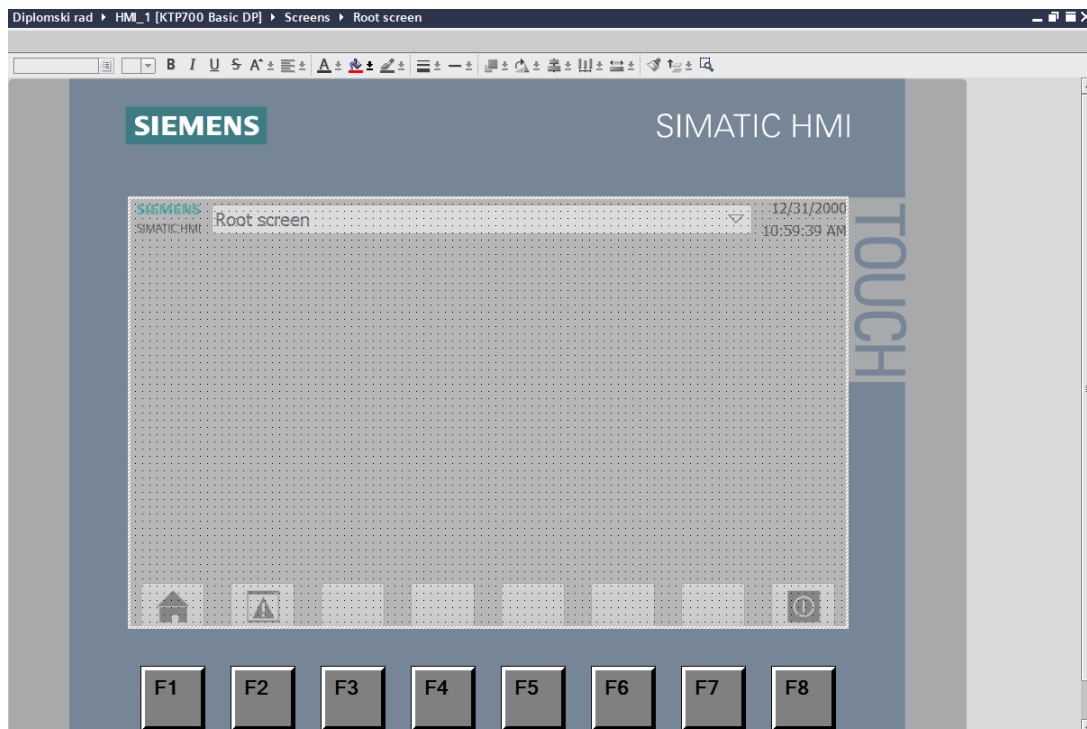 Diplomski rad ▸ HMI_1 [KTP700 Basic DP] ▸ Screens ▸ Root screen
B I U S A A
SIEMENS SIMATIC HMI
SIEMENS
SIMATIC HMI
Root screen
12/31/2000
10:59:39 AM
TOUCH
F1 F2 F3 F4 F5 F6 F7 F8